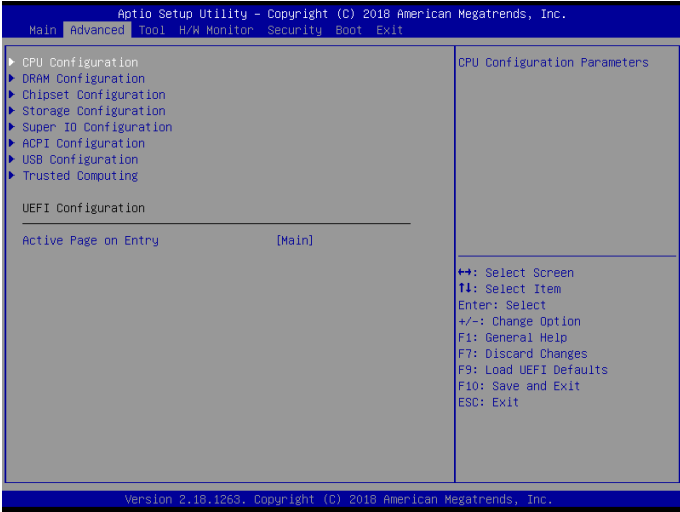 Aptio Setup Utility – Copyright (C) 2018 American Megatrends, Inc.
Main Advanced Tool H/W Monitor Security Boot Exit
CPU Configuration
DRAM Configuration
Chipset Configuration
Storage Configuration
Super IO Configuration
ACPI Configuration
USB Configuration
Trusted Computing
UEFI Configuration
Active Page on Entry [Main]
CPU Configuration Parameters
↔: Select Screen
↑↓: Select Item
Enter: Select
+/-: Change Option
F1: General Help
F7: Discard Changes
F9: Load UEFI Defaults
F10: Save and Exit
ESC: Exit
Version 2.18.1263. Copyright (C) 2018 American Megatrends, Inc.